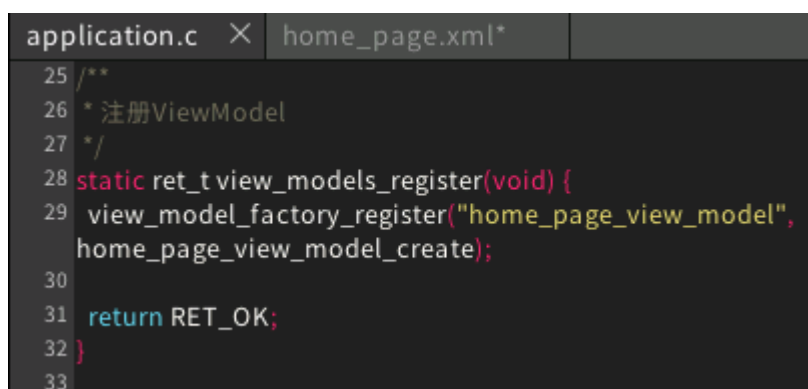 application.c × home_page.xml*
25 /**
26 * 注册ViewModel
27 */
28 static ret_t view_models_register(void) {
29 view_model_factory_register("home_page_view_model",
home_page_view_model_create);
30
31 return RET_OK;
32 }
33